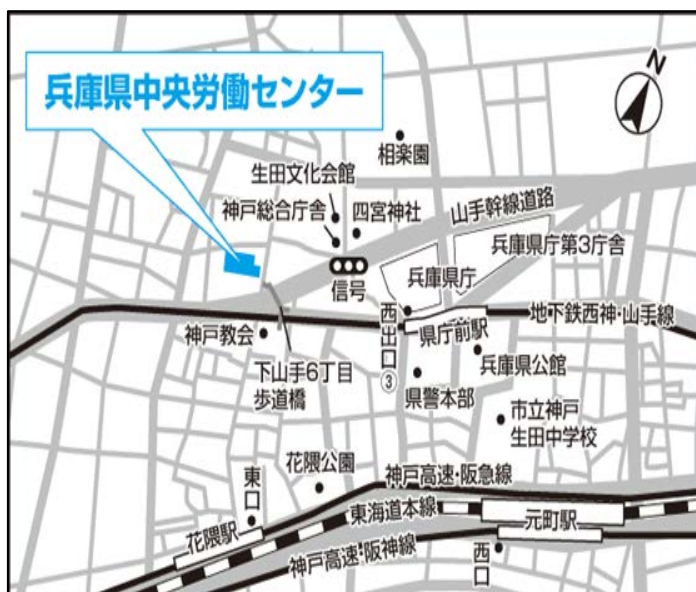 兵庫県中央労働センター
N
相楽園
生田文化会館
神戸総合庁舎
四宮神社
山手幹線道路
兵庫県庁第3庁舎
兵庫県庁
信号
地下鉄西神・山手線
県庁前駅
西出口③
神戸教会
兵庫県公館
下山手6丁目
歩道橋
県警本部
市立神戸
生田中学校
花隈公園
神戸高速・阪急線
東口
東海道本線
元町駅
花隈駅
神戸高速・阪神線
西口